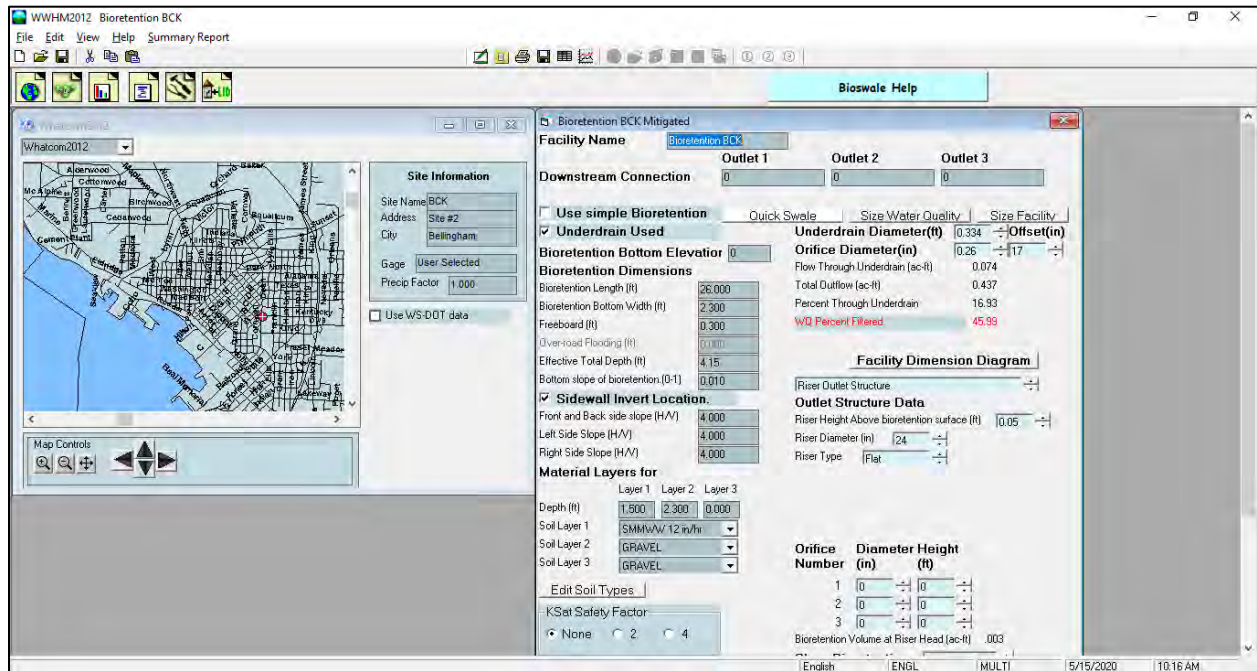 WWHM2012 Bioretention BCK
File Edit View Help Summary Report
Bioswale Help
Whatcom2012
Whatcom2012
Alderwood
Cottonwood
Birchwood
Cedarwood
Site Information
Site Name BCK
Address Site #2
City Bellingham
Gage User Selected
Precip Factor 1.000
Use WS-DOT data
Map Controls
Bioretention BCK Mitigated
Facility Name Bioretention BCK
Outlet 1 Outlet 2 Outlet 3
Downstream Connection 0 0 0
Use simple Bioretention Quick Swale Size Water Quality Size Facility
Underdrain Used Underdrain Diameter(ft) 0.334 Offset(in)
Orifice Diameter(in) 0.26 17
Bioretention Bottom Elevation 0
Flow Through Underdrain (ac-ft) 0.074
Bioretention Dimensions
Total Outflow (ac-ft) 0.437
Bioretention Length (ft) 26.000
Percent Through Underdrain 16.93
Bioretention Bottom Width (ft) 2.300
WQ Percent Filtered 45.99
Freeboard (ft) 0.300
Over-road Flooding (ft) 0.000
Effective Total Depth (ft) 4.15
Facility Dimension Diagram
Bottom slope of bioretention.(0-1) 0.010
Riser Outlet Structure
Sidewall Invert Location.
Outlet Structure Data
Front and Back side slope (H/V) 4.000
Riser Height Above bioretention surface (ft) 0.05
Left Side Slope (H/V) 4.000
Riser Diameter (in) 24
Right Side Slope (H/V) 4.000
Riser Type Flat
Material Layers for
Layer 1 Layer 2 Layer 3
Depth (ft) 1.500 2.300 0.000
Soil Layer 1 SMMWW 12 in/hr
Soil Layer 2 GRAVEL
Soil Layer 3 GRAVEL
Edit Soil Types
KSat Safety Factor
None 2 4
Orifice Diameter Height
Number (in) (ft)
1 0 0
2 0 0
3 0 0
Bioretention Volume at Riser Head (ac-ft) .003
English ENGL MULTI 5/15/2020 10:16 AM